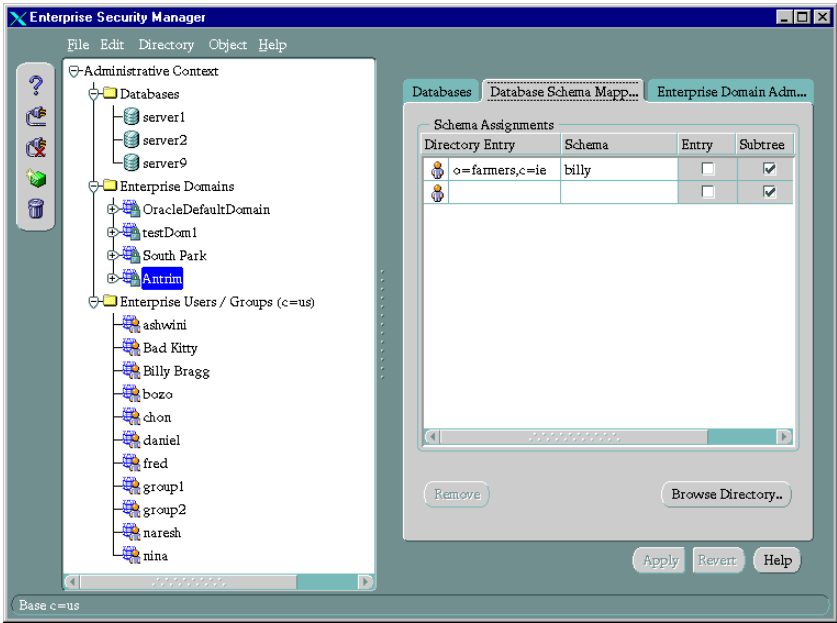 Enterprise Security Manager
File Edit Directory Object Help
Administrative Context
Databases
server1
server2
server9
Enterprise Domains
OracleDefaultDomain
testDom1
South Park
Antrim
Enterprise Users / Groups (c=us)
ashwini
Bad Kitty
Billy Bragg
bozo
chon
daniel
fred
group1
group2
naresh
nina
Databases Database Schema Mapp... Enterprise Domain Adm...
Schema Assignments
Directory Entry Schema Entry Subtree
o=farmers,c=ie billy
Remove Browse Directory..
Apply Revert Help
Base c=us